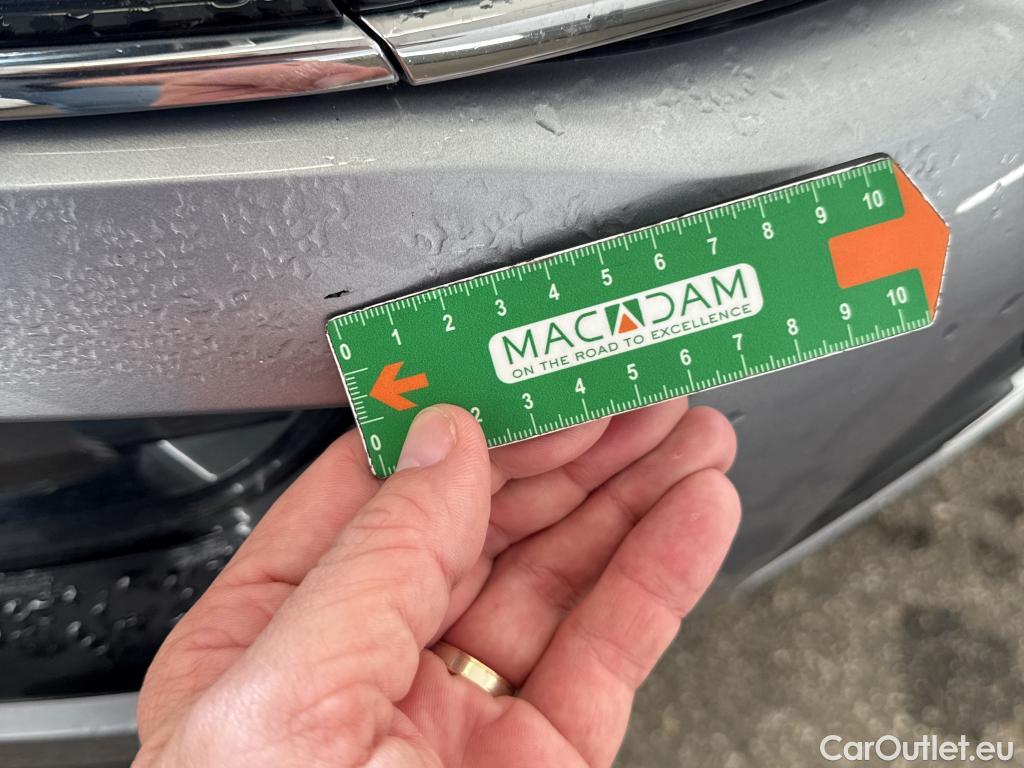 0 1 2 3 4 5 6 7 8 9 10
MACADAM
ON THE ROAD TO EXCELLENCE
0 2 3 4 5 6 7 8 9 10
CarOutlet.eu